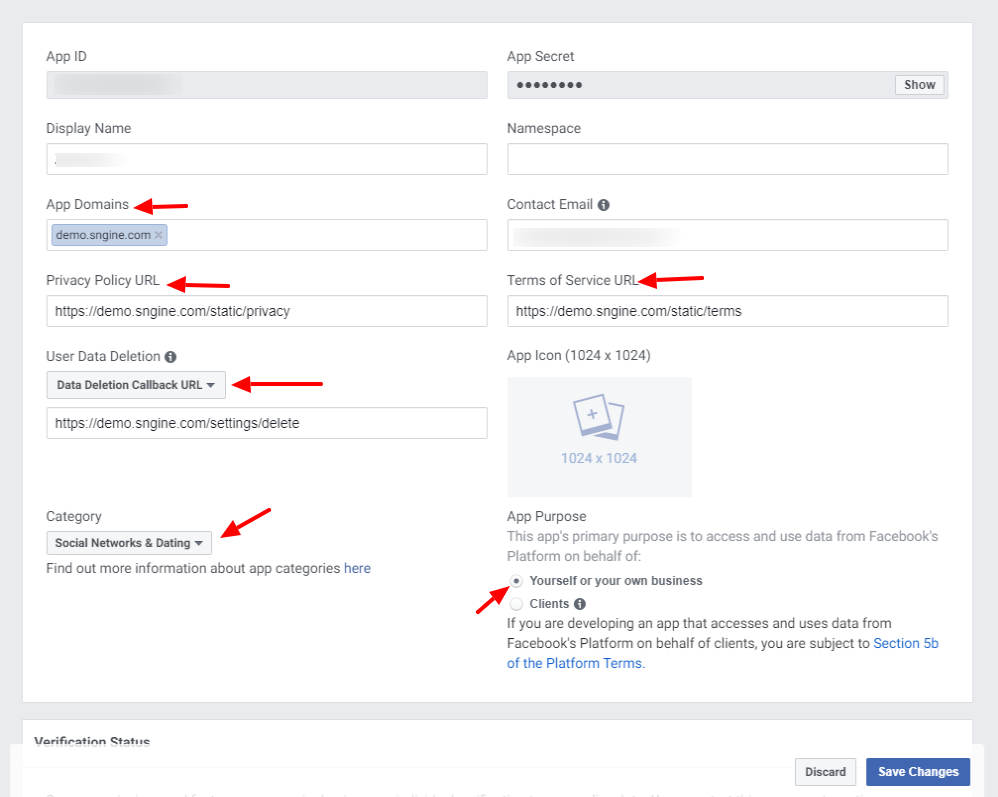 App ID
App Secret
●●●●●●●●
Show
Display Name
Namespace
App Domains
Contact Email
demo.sngine.com ×
Privacy Policy URL
Terms of Service URL
https://demo.sngine.com/static/privacy
https://demo.sngine.com/static/terms
User Data Deletion
App Icon (1024 x 1024)
Data Deletion Callback URL
https://demo.sngine.com/settings/delete
1024 x 1024
Category
App Purpose
Social Networks & Dating
This app's primary purpose is to access and use data from Facebook's
Platform on behalf of:
Find out more information about app categories here
Yourself or your own business
Clients
If you are developing an app that accesses and uses data from
Facebook's Platform on behalf of clients, you are subject to Section 5b
of the Platform Terms.
Verification Status
Discard
Save Changes